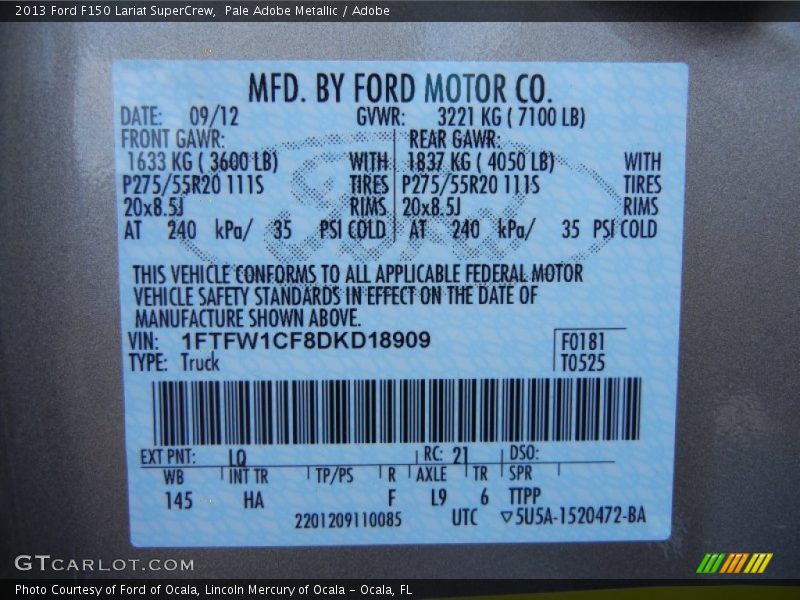 2013 Ford F150 Lariat SuperCrew,  Pale Adobe Metallic / Adobe
MFD. BY FORD MOTOR CO.
DATE: 09/12 GVWR: 3221 KG ( 7100 LB)
FRONT GAWR: REAR GAWR:
1633 KG ( 3600 LB) WITH 1837 KG ( 4050 LB) WITH
P275/55R20 111S TIRES P275/55R20 111S TIRES
20x8.5J RIMS 20x8.5J RIMS
AT 240 kPa/ 35 PSI COLD AT 240 kPa/ 35 PSI COLD
THIS VEHICLE CONFORMS TO ALL APPLICABLE FEDERAL MOTOR
VEHICLE SAFETY STANDARDS IN EFFECT ON THE DATE OF
MANUFACTURE SHOWN ABOVE.
VIN: 1FTFW1CF8DKD18909 F0181
TYPE: Truck T0525
EXT PNT: LQ RC: 21 DSO:
WB INT TR TP/PS R AXLE TR SPR
145 HA F L9 6 TTPP
2201209110085 UTC ▽5U5A-1520472-BA
GTCARLOT.COM
Photo Courtesy of Ford of Ocala, Lincoln Mercury of Ocala – Ocala, FL